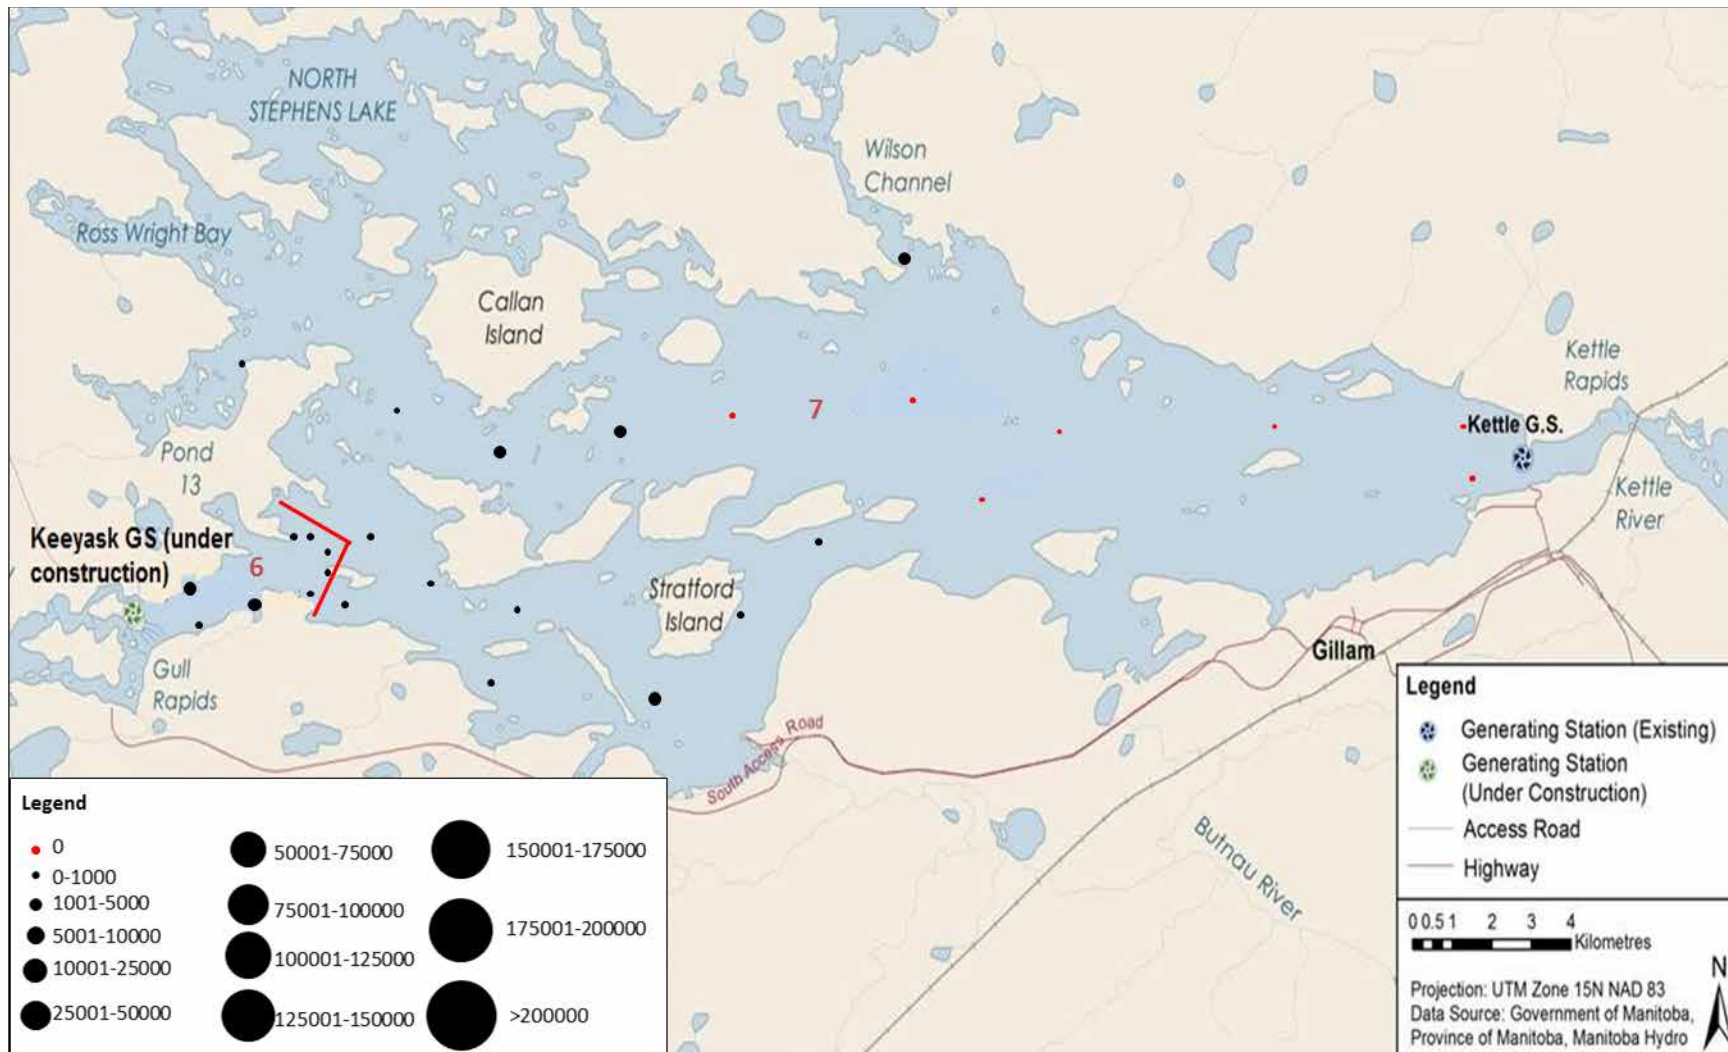 NORTH
STEPHENS LAKE
Wilson
Channel
Ross Wright Bay
Callan
Island
Kettle
Rapids
7
Kettle G.S.
Pond
13
Kettle
River
Keeyask GS (under
construction)
6
Stratford
Island
Gillam
Gull
Rapids
South Access Road
Butnau River
Legend
0
0-1000
1001-5000
5001-10000
10001-25000
25001-50000
50001-75000
75001-100000
100001-125000
125001-150000
150001-175000
175001-200000
>200000
Legend
Generating Station (Existing)
Generating Station
(Under Construction)
Access Road
Highway
0 0.5 1 2 3 4
Kilometres
N
Projection: UTM Zone 15N NAD 83
Data Source: Government of Manitoba,
Province of Manitoba, Manitoba Hydro